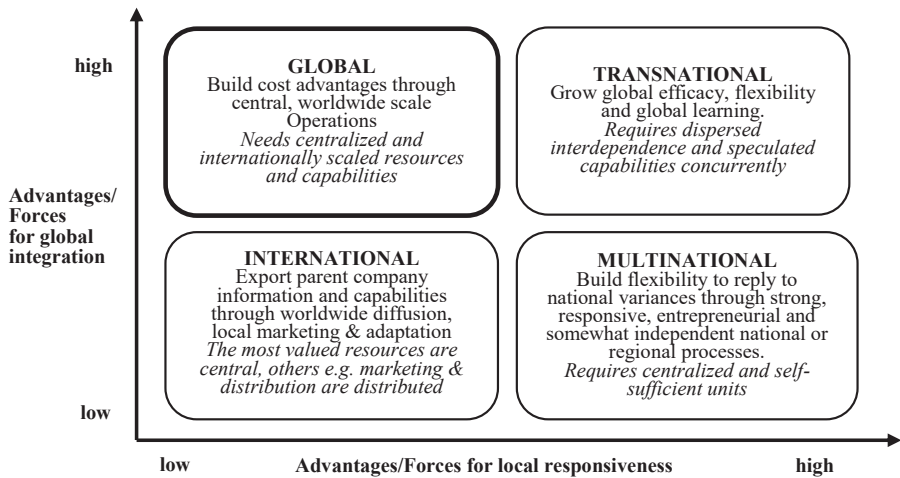 high
GLOBAL
Build cost advantages through
central, worldwide scale
Operations
Needs centralized and
internationally scaled resources
and capabilities
TRANSNATIONAL
Grow global efficacy, flexibility
and global learning.
Requires dispersed
interdependence and speculated
capabilities concurrently
Advantages/
Forces
for global
integration
INTERNATIONAL
Export parent company
information and capabilities
through worldwide diffusion,
local marketing & adaptation
The most valued resources are
central, others e.g. marketing &
distribution are distributed
MULTINATIONAL
Build flexibility to reply to
national variances through strong,
responsive, entrepreneurial and
somewhat independent national or
regional processes.
Requires centralized and self-
sufficient units
low
low
Advantages/Forces for local responsiveness
high